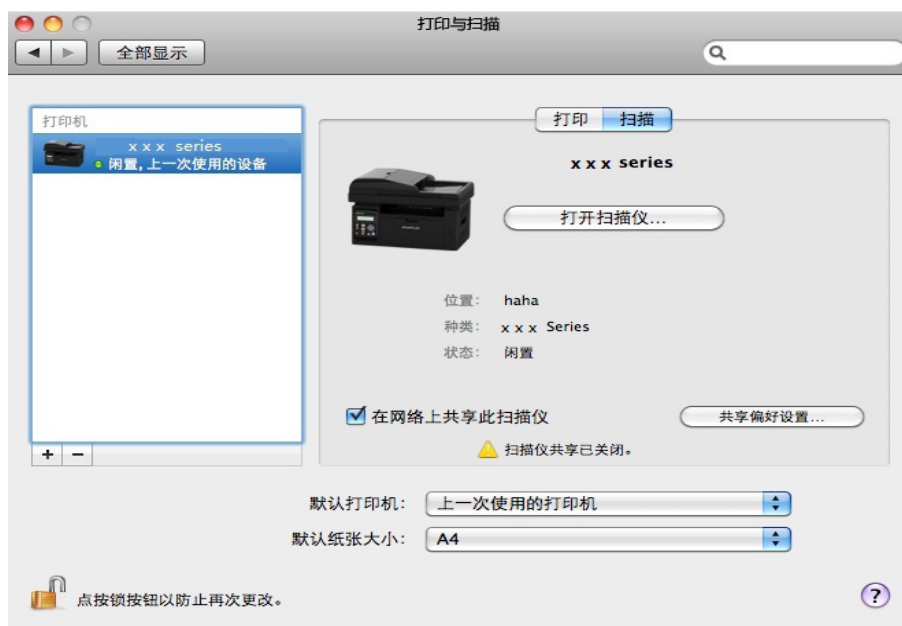 打印与扫描
全部显示
打印机
x x x series
闲置,上一次使用的设备
打印 扫描
x x x series
打开扫描仪...
位置: haha
种类: x x x Series
状态: 闲置
在网络上共享此扫描仪
共享偏好设置...
扫描仪共享已关闭。
+ −
默认打印机: 上一次使用的打印机
默认纸张大小: A4
点按锁按钮以防止再次更改。
?